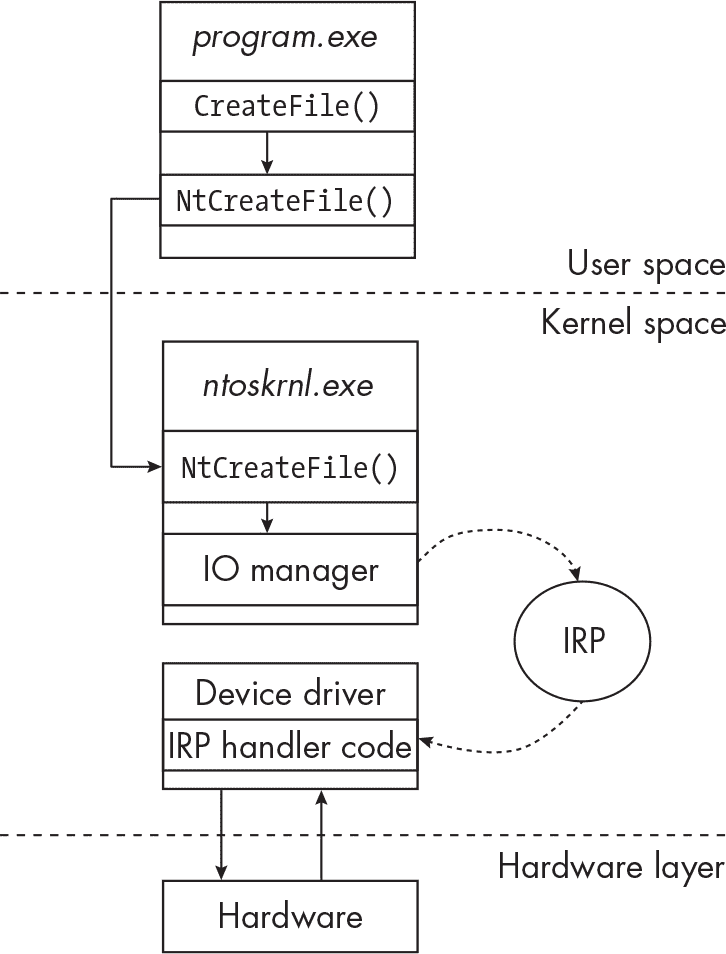 program.exe
CreateFile()
NtCreateFile()
User space
Kernel space
ntoskrnl.exe
NtCreateFile()
IO manager
IRP
Device driver
IRP handler code
Hardware layer
Hardware